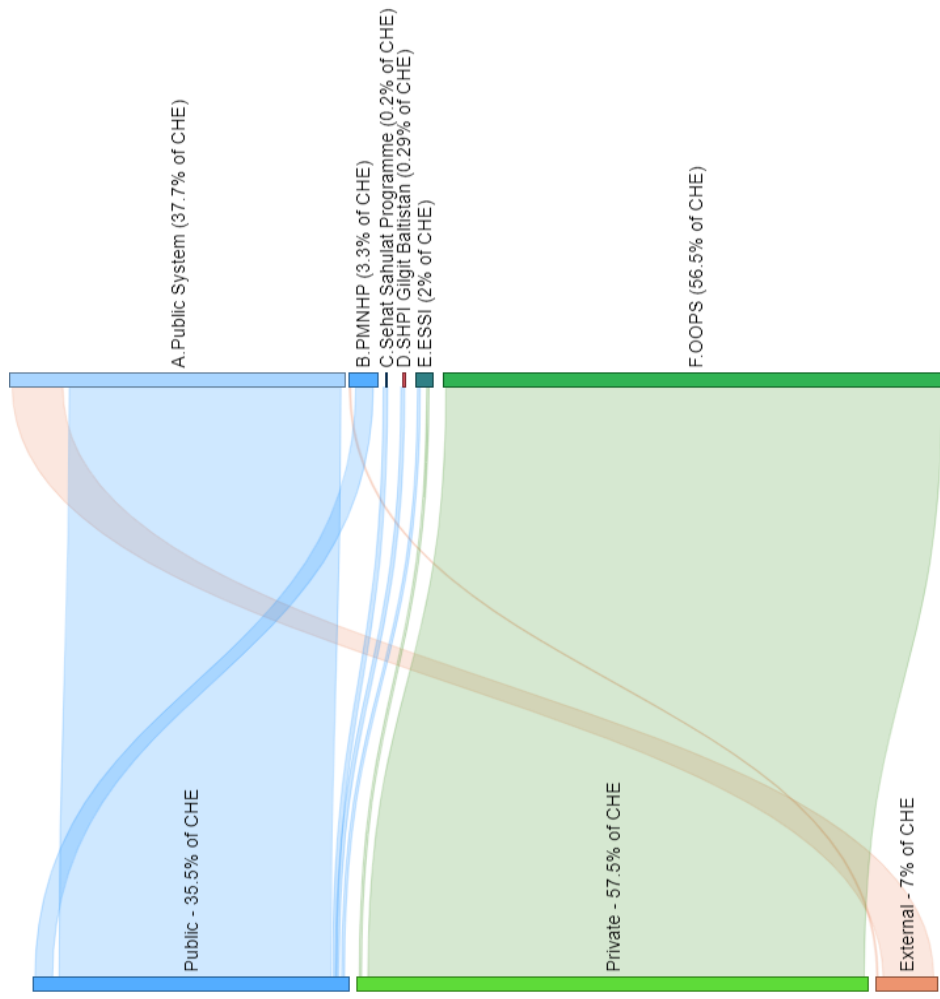 Public - 35.5% of CHE
Private - 57.5% of CHE
External - 7% of CHE
A.Public System (37.7% of CHE)
B.PMNHP (3.3% of CHE)
C.Sehat Sahulat Programme (0.2% of CHE)
D.SHPI Gilgit Baltistan (0.29% of CHE)
E.ESSI (2% of CHE)
F.OOPS (56.5% of CHE)